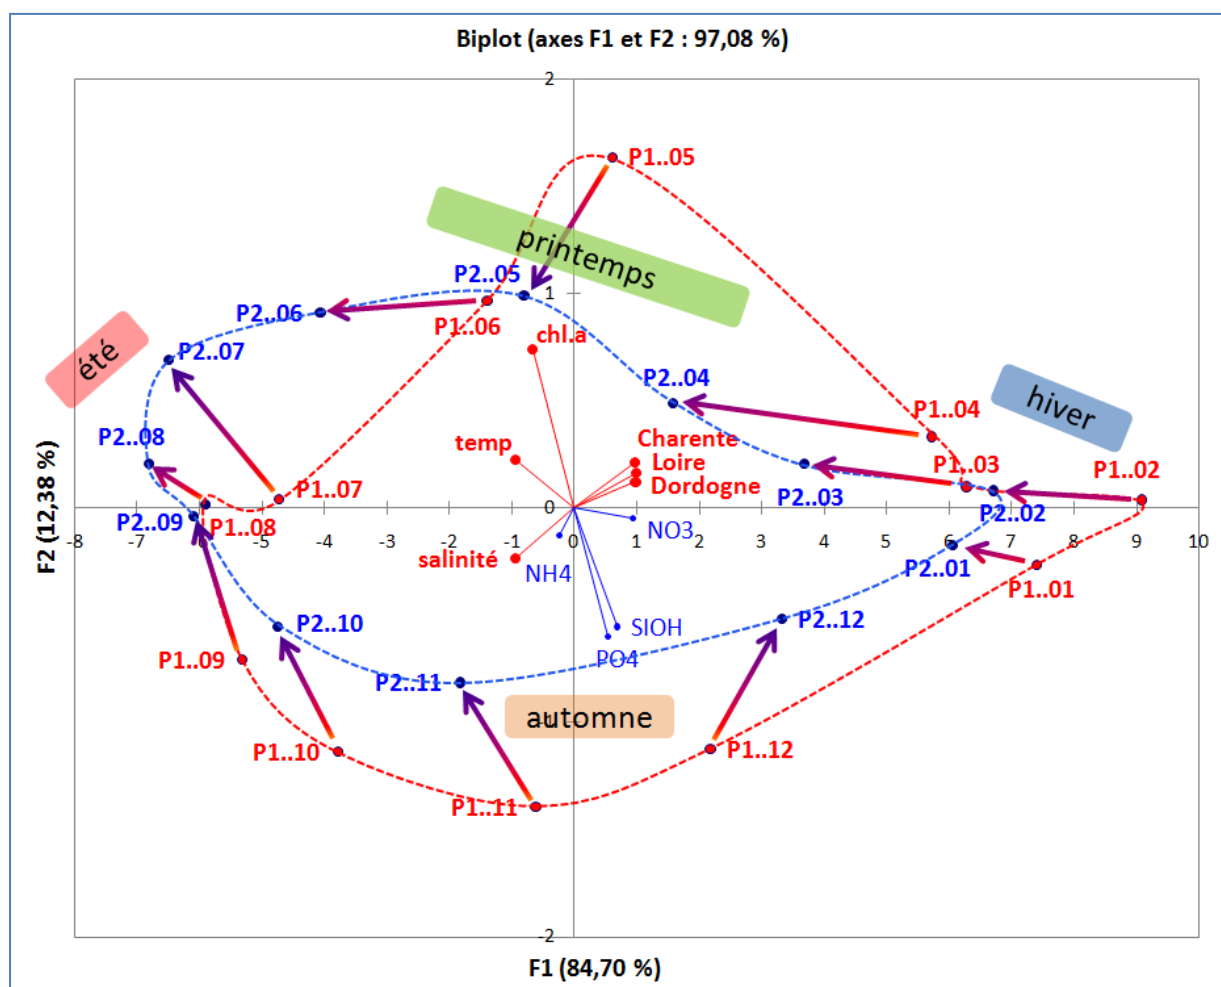 Biplot (axes F1 et F2 : 97,08 %)
2
P1..05
printemps
P2..05
1
P2..06
P1..06
chl.a
été
P2..07
P2..04
hiver
P1..04
temp
Charente
P2..08
Loire
P1..03
P1..02
Dordogne
P1..07
P2..03
P2..02
P2..09
P1..08
0
-8 -7 -6 -5 -4 -3 -2 -1 0 1 2 3 4 5 6 7 8 9 10
NO3
salinité
NH4
P2..01
P1..01
F2 (12,38 %)
P2..10
SIOH
P2..12
P1..09
PO4
P2..11
automne
-1
P1..10
P1..12
P1..11
-2
F1 (84,70 %)